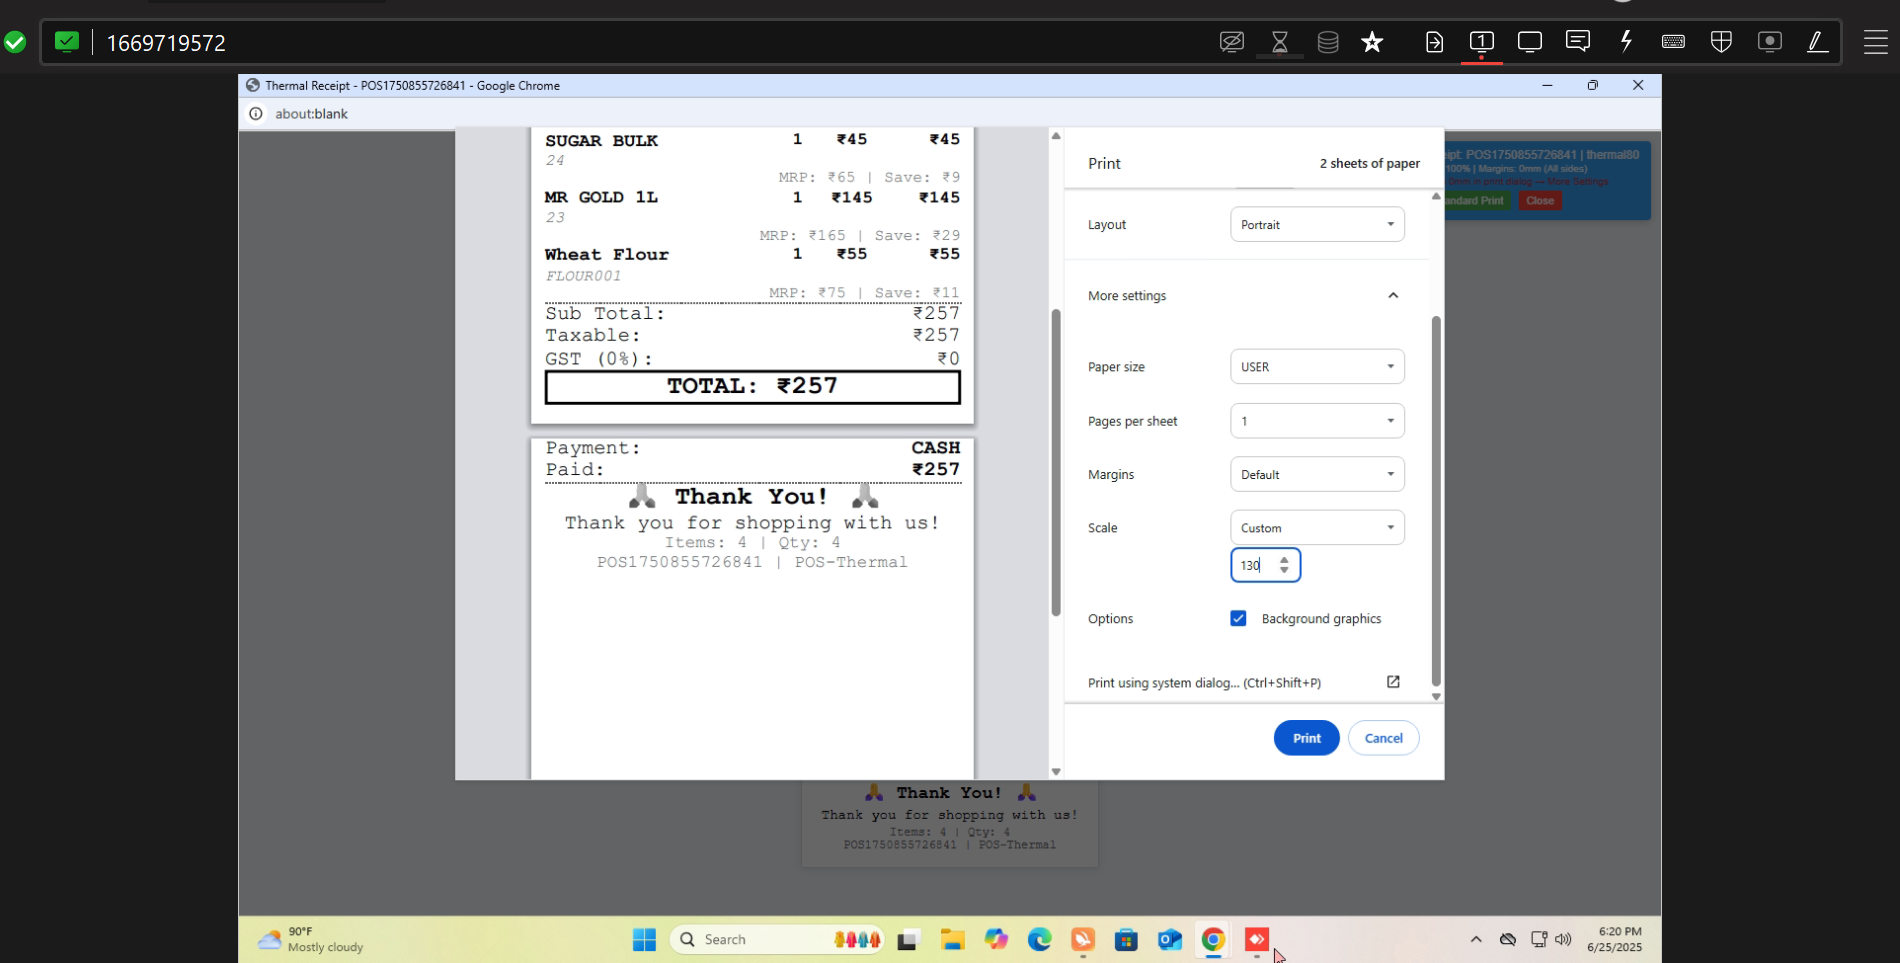 1669719572
1
Thermal Receipt - POS1750855726841 - Google Chrome
about:blank
SUGAR BULK 1 ₹45 ₹45
24
MRP: ₹65 | Save: ₹9
MR GOLD 1L 1 ₹145 ₹145
23
MRP: ₹165 | Save: ₹29
Wheat Flour 1 ₹55 ₹55
FLOUR001
MRP: ₹75 | Save: ₹11
Sub Total: ₹257
Taxable: ₹257
GST (0%): ₹0
TOTAL: ₹257
Payment: CASH
Paid: ₹257
Thank You!
Thank you for shopping with us!
Items: 4 | Qty: 4
POS1750855726841 | POS-Thermal
Print 2 sheets of paper
Layout Portrait
More settings
Paper size USER
Pages per sheet 1
Margins Default
Scale Custom
130
Options Background graphics
Print using system dialog... (Ctrl+Shift+P)
Print Cancel
ipt: POS1750855726841 | thermal80
100% | Margins: 0mm (All sides)
0mm in print dialog → More Settings
andard Print Close
Thank You!
Thank you for shopping with us!
Items: 4 | Qty: 4
POS1750855726841 | POS-Thermal
90°F
Mostly cloudy
Search
6:20 PM
6/25/2025